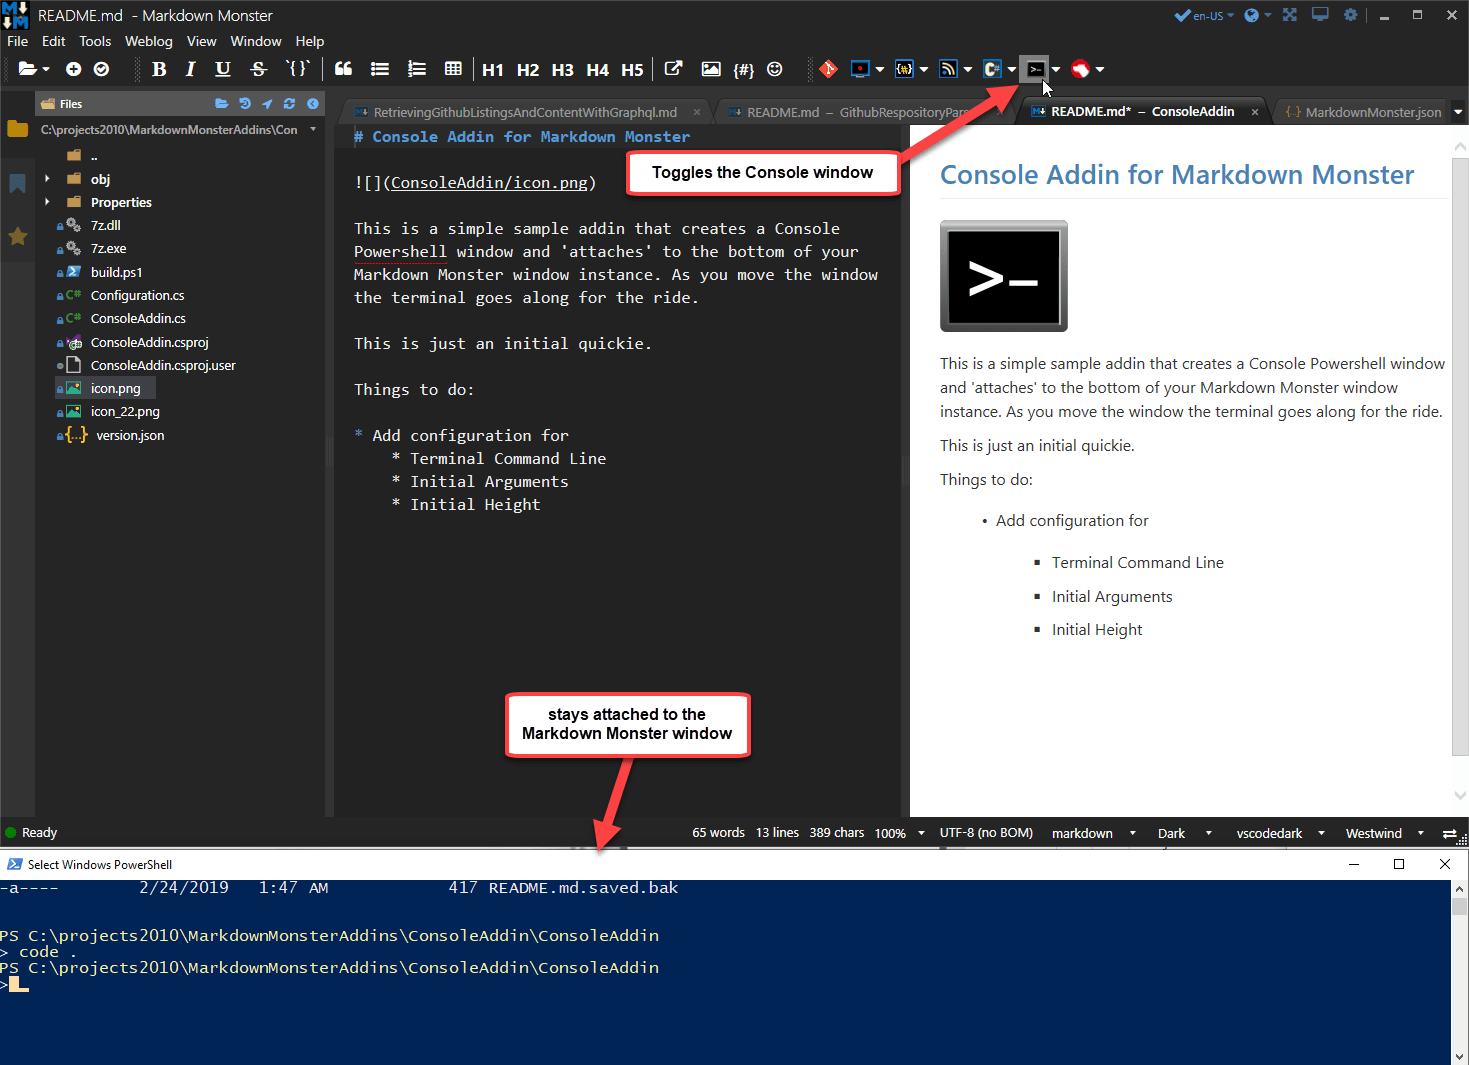 README.md - Markdown Monster
en-US
File Edit Tools Weblog View Window Help
B I U S `{}` H1 H2 H3 H4 H5 {#} {#} C#
Files
C:\projects2010\MarkdownMonsterAddins\Con
..
obj
Properties
7z.dll
7z.exe
build.ps1
C# Configuration.cs
C# ConsoleAddin.cs
ConsoleAddin.csproj
ConsoleAddin.csproj.user
icon.png
icon_22.png
{...} version.json
RetrievingGithubListingsAndContentWithGraphql.md
README.md – GithubRespositoryPar
README.md* – ConsoleAddin
{ } MarkdownMonster.json
# Console Addin for Markdown Monster
![](ConsoleAddin/icon.png)
This is a simple sample addin that creates a Console
Powershell window and 'attaches' to the bottom of your
Markdown Monster window instance. As you move the window
the terminal goes along for the ride.
This is just an initial quickie.
Things to do:
* Add configuration for
* Terminal Command Line
* Initial Arguments
* Initial Height
Toggles the Console window
stays attached to the
Markdown Monster window
Console Addin for Markdown Monster
>–
This is a simple sample addin that creates a Console Powershell window
and 'attaches' to the bottom of your Markdown Monster window
instance. As you move the window the terminal goes along for the ride.
This is just an initial quickie.
Things to do:
• Add configuration for
▪ Terminal Command Line
▪ Initial Arguments
▪ Initial Height
Ready
65 words 13 lines 389 chars 100% UTF-8 (no BOM) markdown Dark vscodedark Westwind
Select Windows PowerShell
-a---- 2/24/2019 1:47 AM 417 README.md.saved.bak
PS C:\projects2010\MarkdownMonsterAddins\ConsoleAddin\ConsoleAddin
> code .
PS C:\projects2010\MarkdownMonsterAddins\ConsoleAddin\ConsoleAddin
>